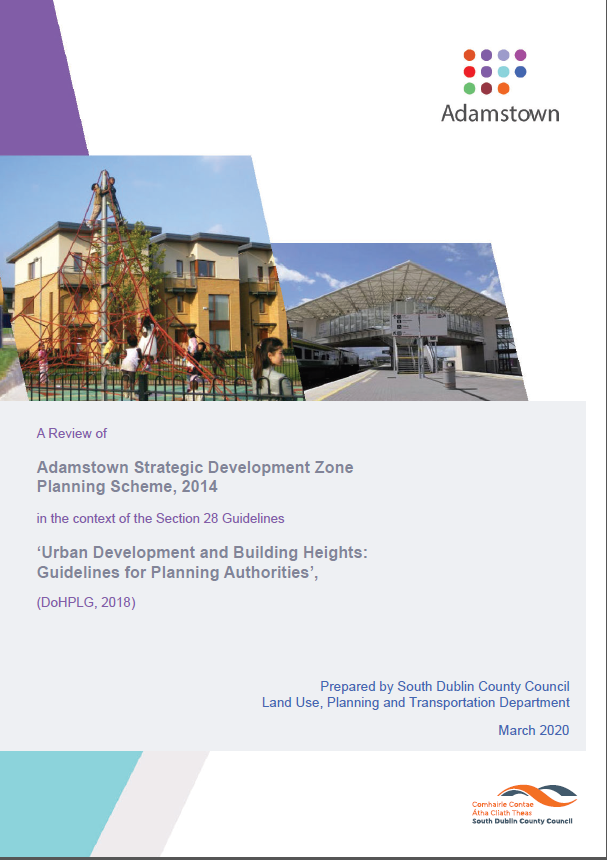 Adamstown
A Review of
Adamstown Strategic Development Zone
Planning Scheme, 2014
in the context of the Section 28 Guidelines
‘Urban Development and Building Heights:
Guidelines for Planning Authorities’,
(DoHPLG, 2018)
Prepared by South Dublin County Council
Land Use, Planning and Transportation Department
March 2020
Comhairle Contae
Átha Cliath Theas
South Dublin County Council